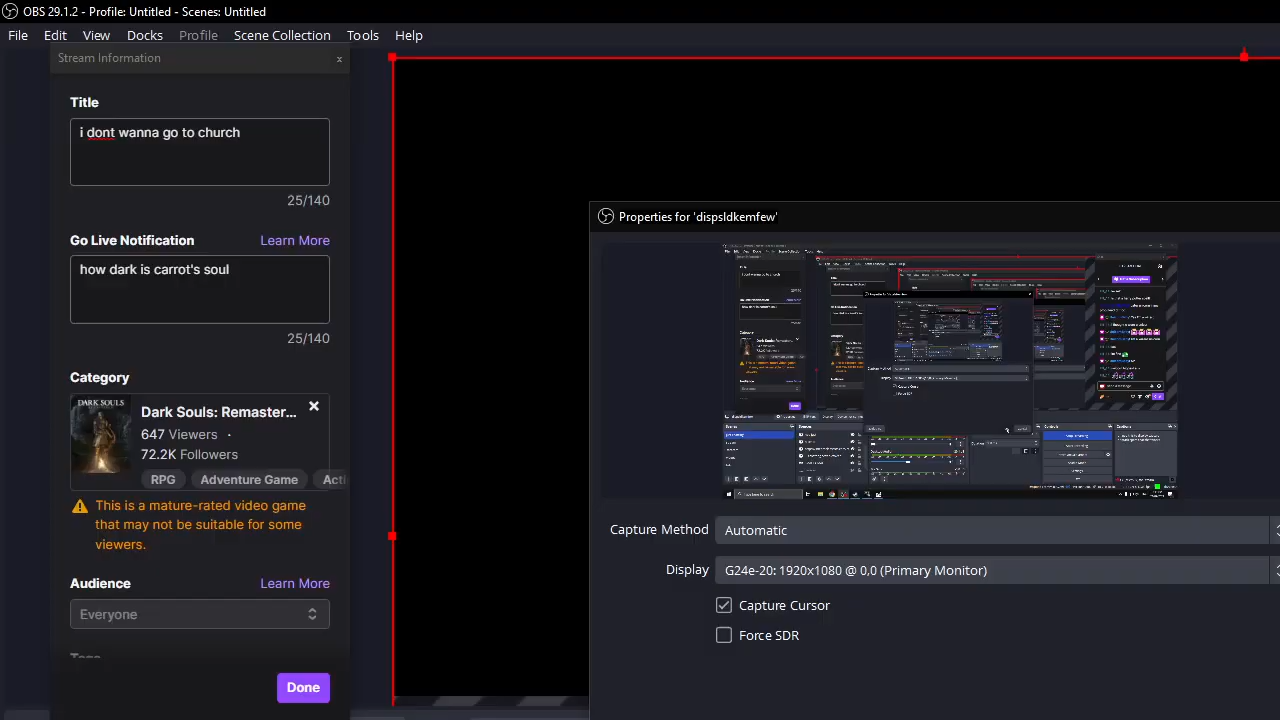 OBS 29.1.2 - Profile: Untitled - Scenes: Untitled
File Edit View Docks Profile Scene Collection Tools Help
Stream Information x
Title
i dont wanna go to church
25/140
Go Live Notification Learn More
how dark is carrot's soul
25/140
Category
DARK SOULS
Dark Souls: Remaster...
647 Viewers ·
72.2K Followers
RPG Adventure Game Acti
This is a mature-rated video game
that may not be suitable for some
viewers.
Audience Learn More
Everyone
Tags
Done
Properties for 'dispsldkemfew'
Capture Method Automatic
Display G24e-20: 1920x1080 @ 0,0 (Primary Monitor)
Capture Cursor
Force SDR